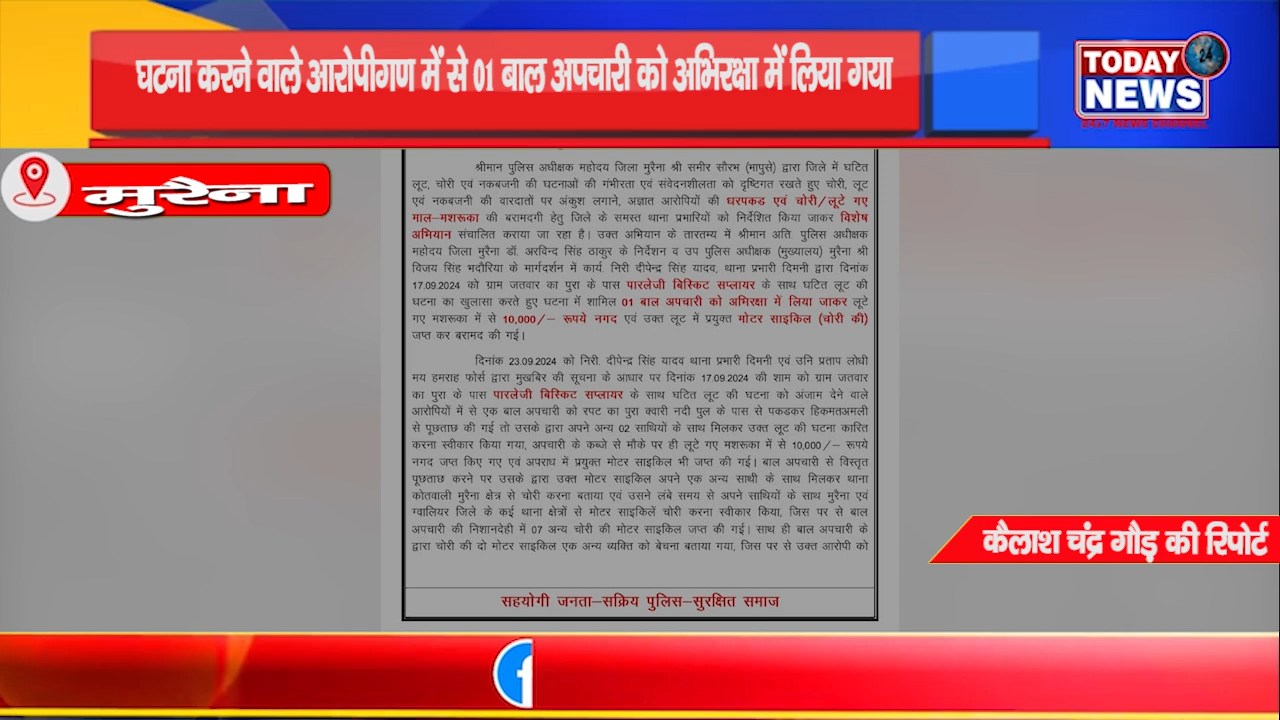 घटना करने वाले आरोपीगण में से 01 बाल अपचारी को अभिरक्षा में लिया गया
TODAY
NEWS
24
मुरैना
श्रीमान पुलिस अधीक्षक महोदय जिला मुरैना श्री समीर सौरभ (भापुसे) द्वारा जिले में घटित
लूट, चोरी एवं नकबजनी की घटनाओं की गंभीरता एवं संवेदनशीलता को दृष्टिगत रखते हुए चोरी, लूट
एवं नकबजनी की वारदातों पर अंकुश लगाने, अज्ञात आरोपियों की धरपकड एवं चोरी/लूटे गए
माल–मशरूका की बरामदगी हेतु जिले के समस्त थाना प्रभारियों को निर्देशित किया जाकर विशेष
अभियान संचालित कराया जा रहा है। उक्त अभियान के तारतम्य में श्रीमान अति. पुलिस अधीक्षक
महोदय जिला मुरैना डॉ. अरविन्द सिंह ठाकुर के निर्देशन व उप पुलिस अधीक्षक (मुख्यालय) मुरैना श्री
विजय सिंह भदौरिया के मार्गदर्शन में कार्य. निरी दीपेन्द्र सिंह यादव, थाना प्रभारी दिमनी द्वारा दिनांक
17.09.2024 को ग्राम जतवार का पुरा के पास पारलेजी बिस्किट सप्लायर के साथ घटित लूट की
घटना का खुलासा करते हुए घटना में शामिल 01 बाल अपचारी को अभिरक्षा में लिया जाकर लूटे
गए मशरूका में से 10,000/– रूपये नगद एवं उक्त लूट में प्रयुक्त मोटर साइकिल (चोरी की)
जप्त कर बरामद की गई।
दिनांक 23.09.2024 को निरी. दीपेन्द्र सिंह यादव थाना प्रभारी दिमनी एवं उनि प्रताप लोधी
मय हमराह फोर्स द्वारा मुखबिर की सूचना के आधार पर दिनांक 17.09.2024 की शाम को ग्राम जतवार
का पुरा के पास पारलेजी बिस्किट सप्लायर के साथ घटित लूट की घटना को अंजाम देने वाले
आरोपियों में से एक बाल अपचारी को रपट का पुरा क्वारी नदी पुल के पास से पकडकर हिकमतअमली
से पूछताछ की गई तो उसके द्वारा अपने अन्य 02 साथियों के साथ मिलकर उक्त लूट की घटना कारित
करना स्वीकार किया गया, अपचारी के कब्जे से मौके पर ही लूटे गए मशरूका में से 10,000/– रूपये
नगद जप्त किए गए एवं अपराध में प्रयुक्त मोटर साइकिल भी जप्त की गई। बाल अपचारी से विस्तृत
पूछताछ करने पर उसके द्वारा उक्त मोटर साइकिल अपने एक अन्य साथी के साथ मिलकर थाना
कोतवाली मुरैना क्षेत्र से चोरी करना बताया एवं उसने लंबे समय से अपने साथियों के साथ मुरैना एवं
ग्वालियर जिले के कई थाना क्षेत्रों से मोटर साइकिलें चोरी करना स्वीकार किया, जिस पर से बाल
अपचारी की निशानदेही में 07 अन्य चोरी की मोटर साइकिल जप्त की गई। साथ ही बाल अपचारी के
द्वारा चोरी की दो मोटर साइकिल एक अन्य व्यक्ति को बेचना बताया गया, जिस पर से उक्त आरोपी को
कैलाश चंद्र गौड़ की रिपोर्ट
सहयोगी जनता–सक्रिय पुलिस–सुरक्षित समाज